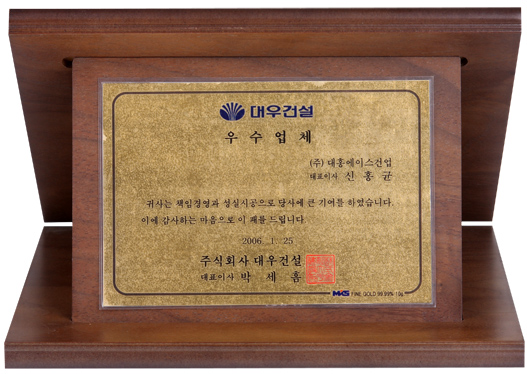 대우건설
우수업체
(주) 대흥에이스건업
대표이사 신홍균
귀사는 책임경영과 성실시공으로 당사에 큰 기여를 하였습니다.
이에 감사하는 마음으로 이 패를 드립니다.
2006. 1. 25
주식회사 대우건설
대표이사 박세흠
FINE GOLD 99.99% 10g